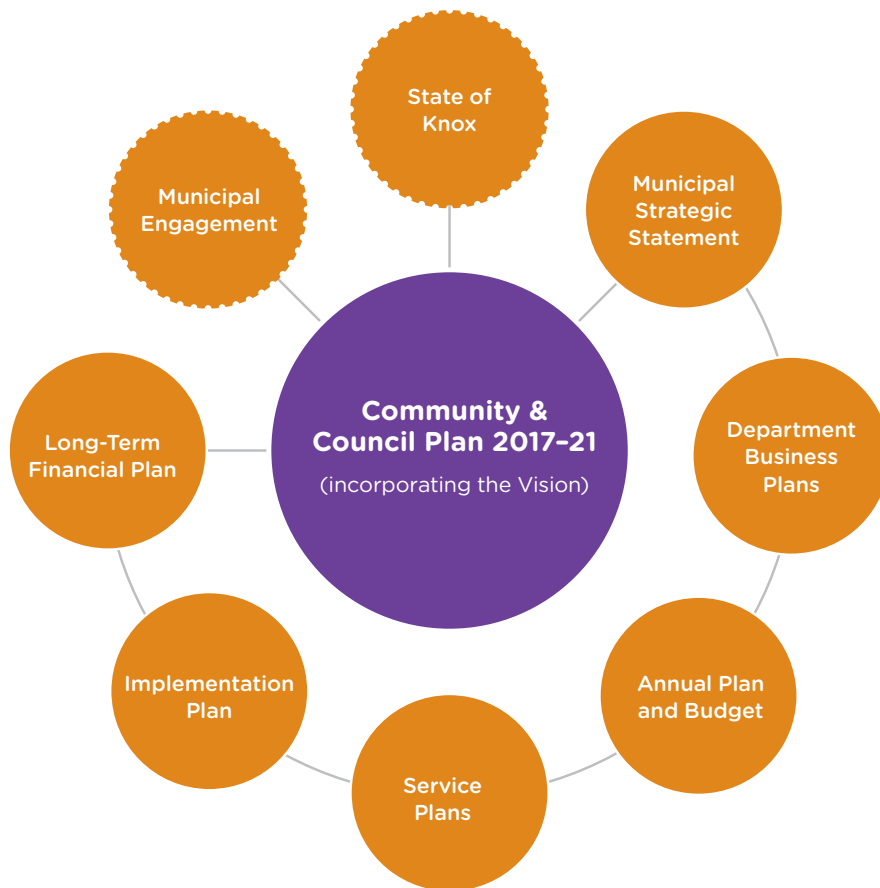 State of
Knox
Municipal
Engagement
Municipal
Strategic
Statement
Community &
Council Plan 2017–21
(incorporating the Vision)
Long-Term
Financial Plan
Department
Business
Plans
Implementation
Plan
Annual Plan
and Budget
Service
Plans